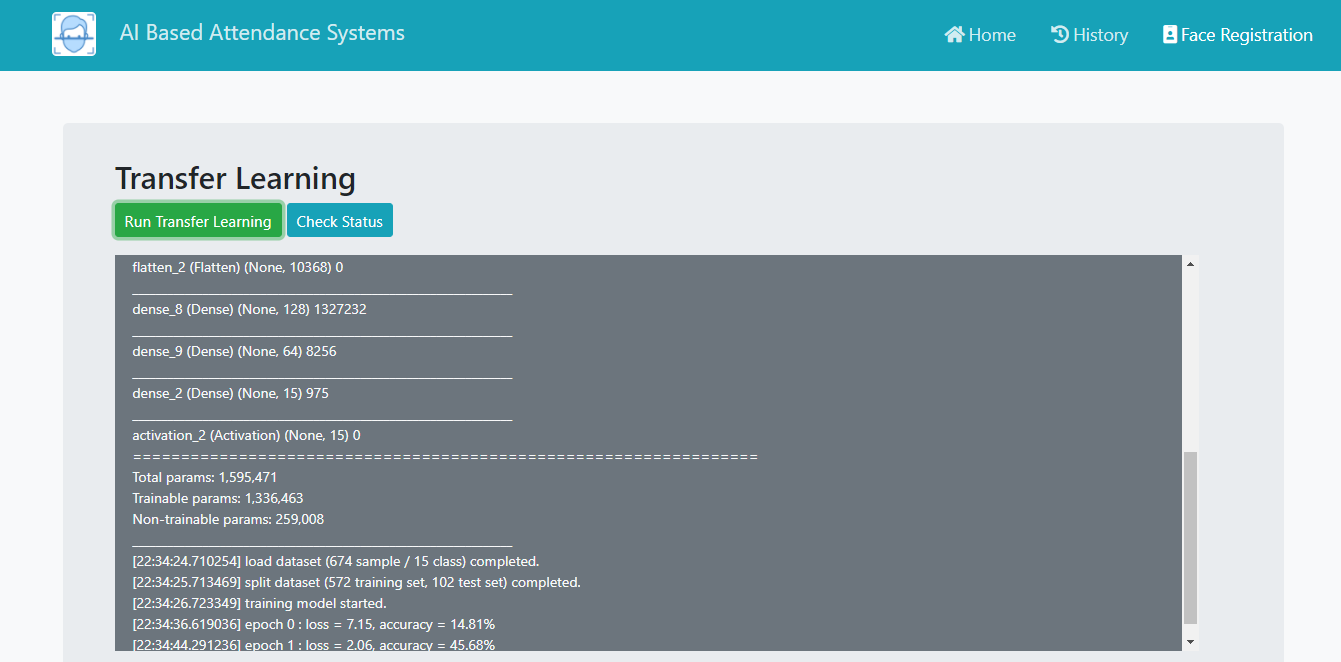 AI Based Attendance Systems
Home
History
Face Registration
Transfer Learning
Run Transfer Learning
Check Status
flatten_2 (Flatten) (None, 10368) 0
_________________________________________________________________
dense_8 (Dense) (None, 128) 1327232
_________________________________________________________________
dense_9 (Dense) (None, 64) 8256
_________________________________________________________________
dense_2 (Dense) (None, 15) 975
_________________________________________________________________
activation_2 (Activation) (None, 15) 0
=================================================================
Total params: 1,595,471
Trainable params: 1,336,463
Non-trainable params: 259,008
_________________________________________________________________
[22:34:24.710254] load dataset (674 sample / 15 class) completed.
[22:34:25.713469] split dataset (572 training set, 102 test set) completed.
[22:34:26.723349] training model started.
[22:34:36.619036] epoch 0 : loss = 7.15, accuracy = 14.81%
[22:34:44.291236] epoch 1 : loss = 2.06, accuracy = 45.68%